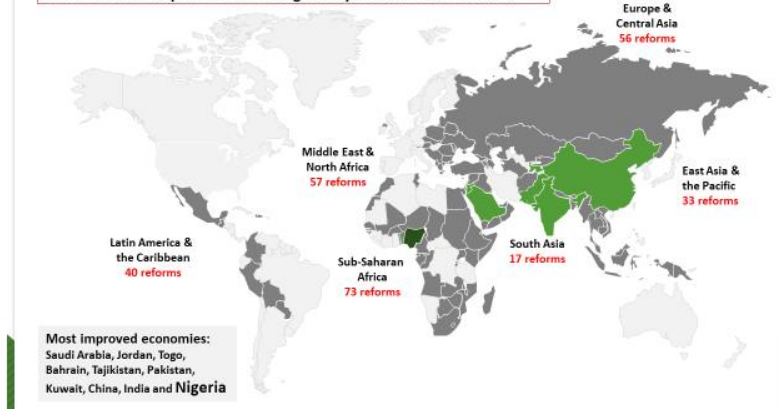 Europe &
Central Asia
56 reforms
Middle East &
North Africa
57 reforms
East Asia &
the Pacific
33 reforms
Latin America &
the Caribbean
40 reforms
Sub-Saharan
Africa
73 reforms
South Asia
17 reforms
Most improved economies:
Saudi Arabia, Jordan, Togo,
Bahrain, Tajikistan, Pakistan,
Kuwait, China, India and Nigeria